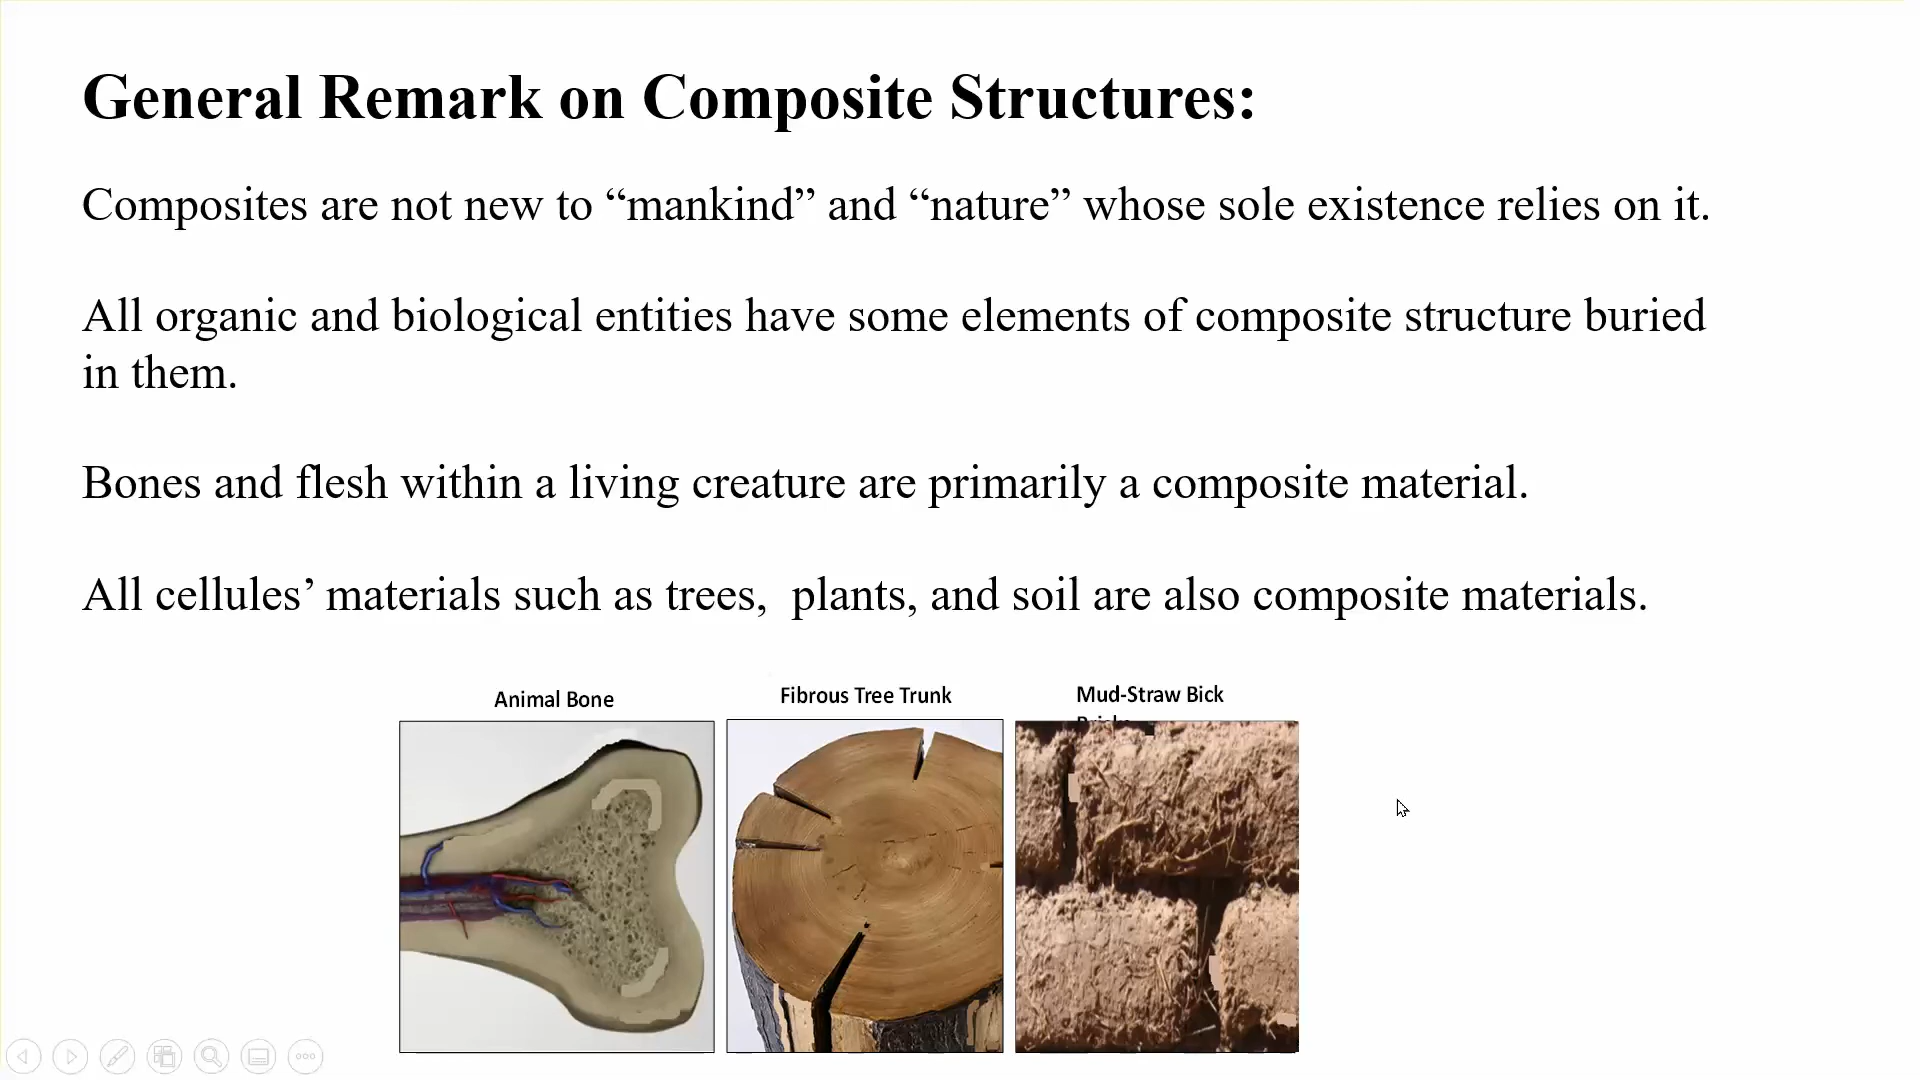 General Remark on Composite Structures:
Composites are not new to “mankind” and “nature” whose sole existence relies on it.
All organic and biological entities have some elements of composite structure buried
in them.
Bones and flesh within a living creature are primarily a composite material.
All cellules’ materials such as trees,  plants, and soil are also composite materials.
Animal Bone
Fibrous Tree Trunk
Mud-Straw Bick